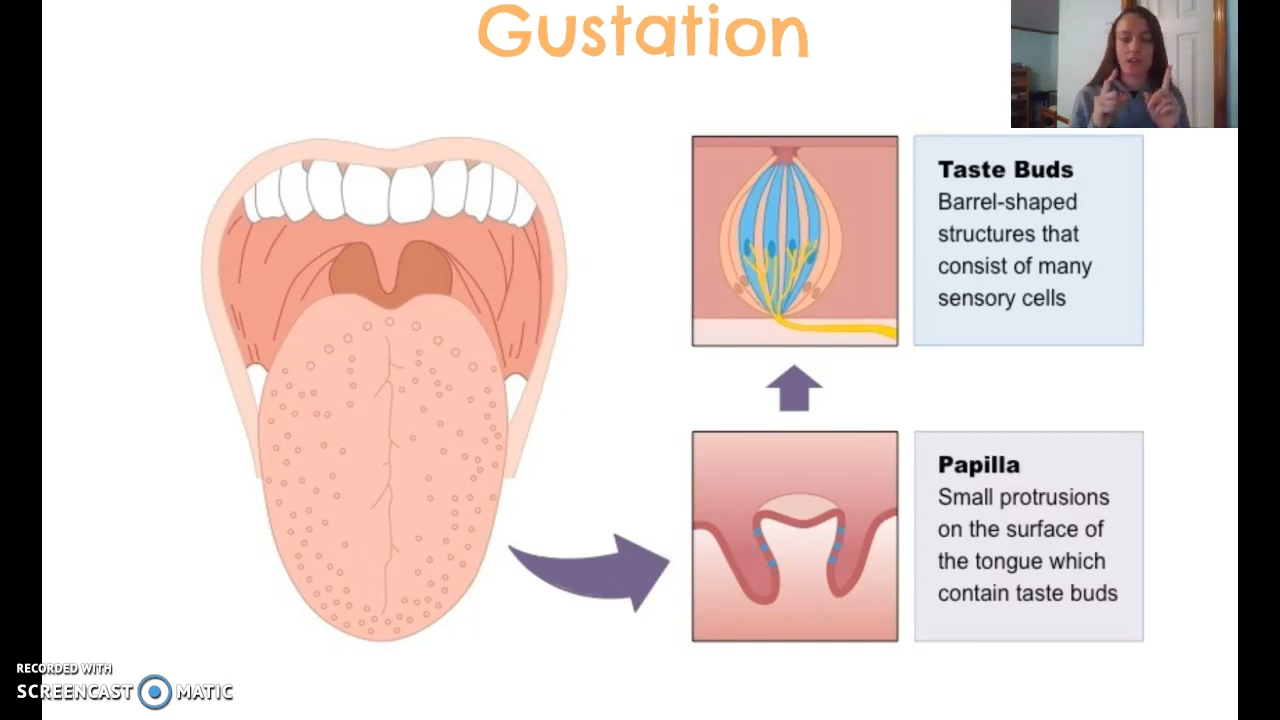 Gustation
Taste Buds
Barrel-shaped
structures that
consist of many
sensory cells
Papilla
Small protrusions
on the surface of
the tongue which
contain taste buds
RECORDED WITH
SCREENCAST MATIC